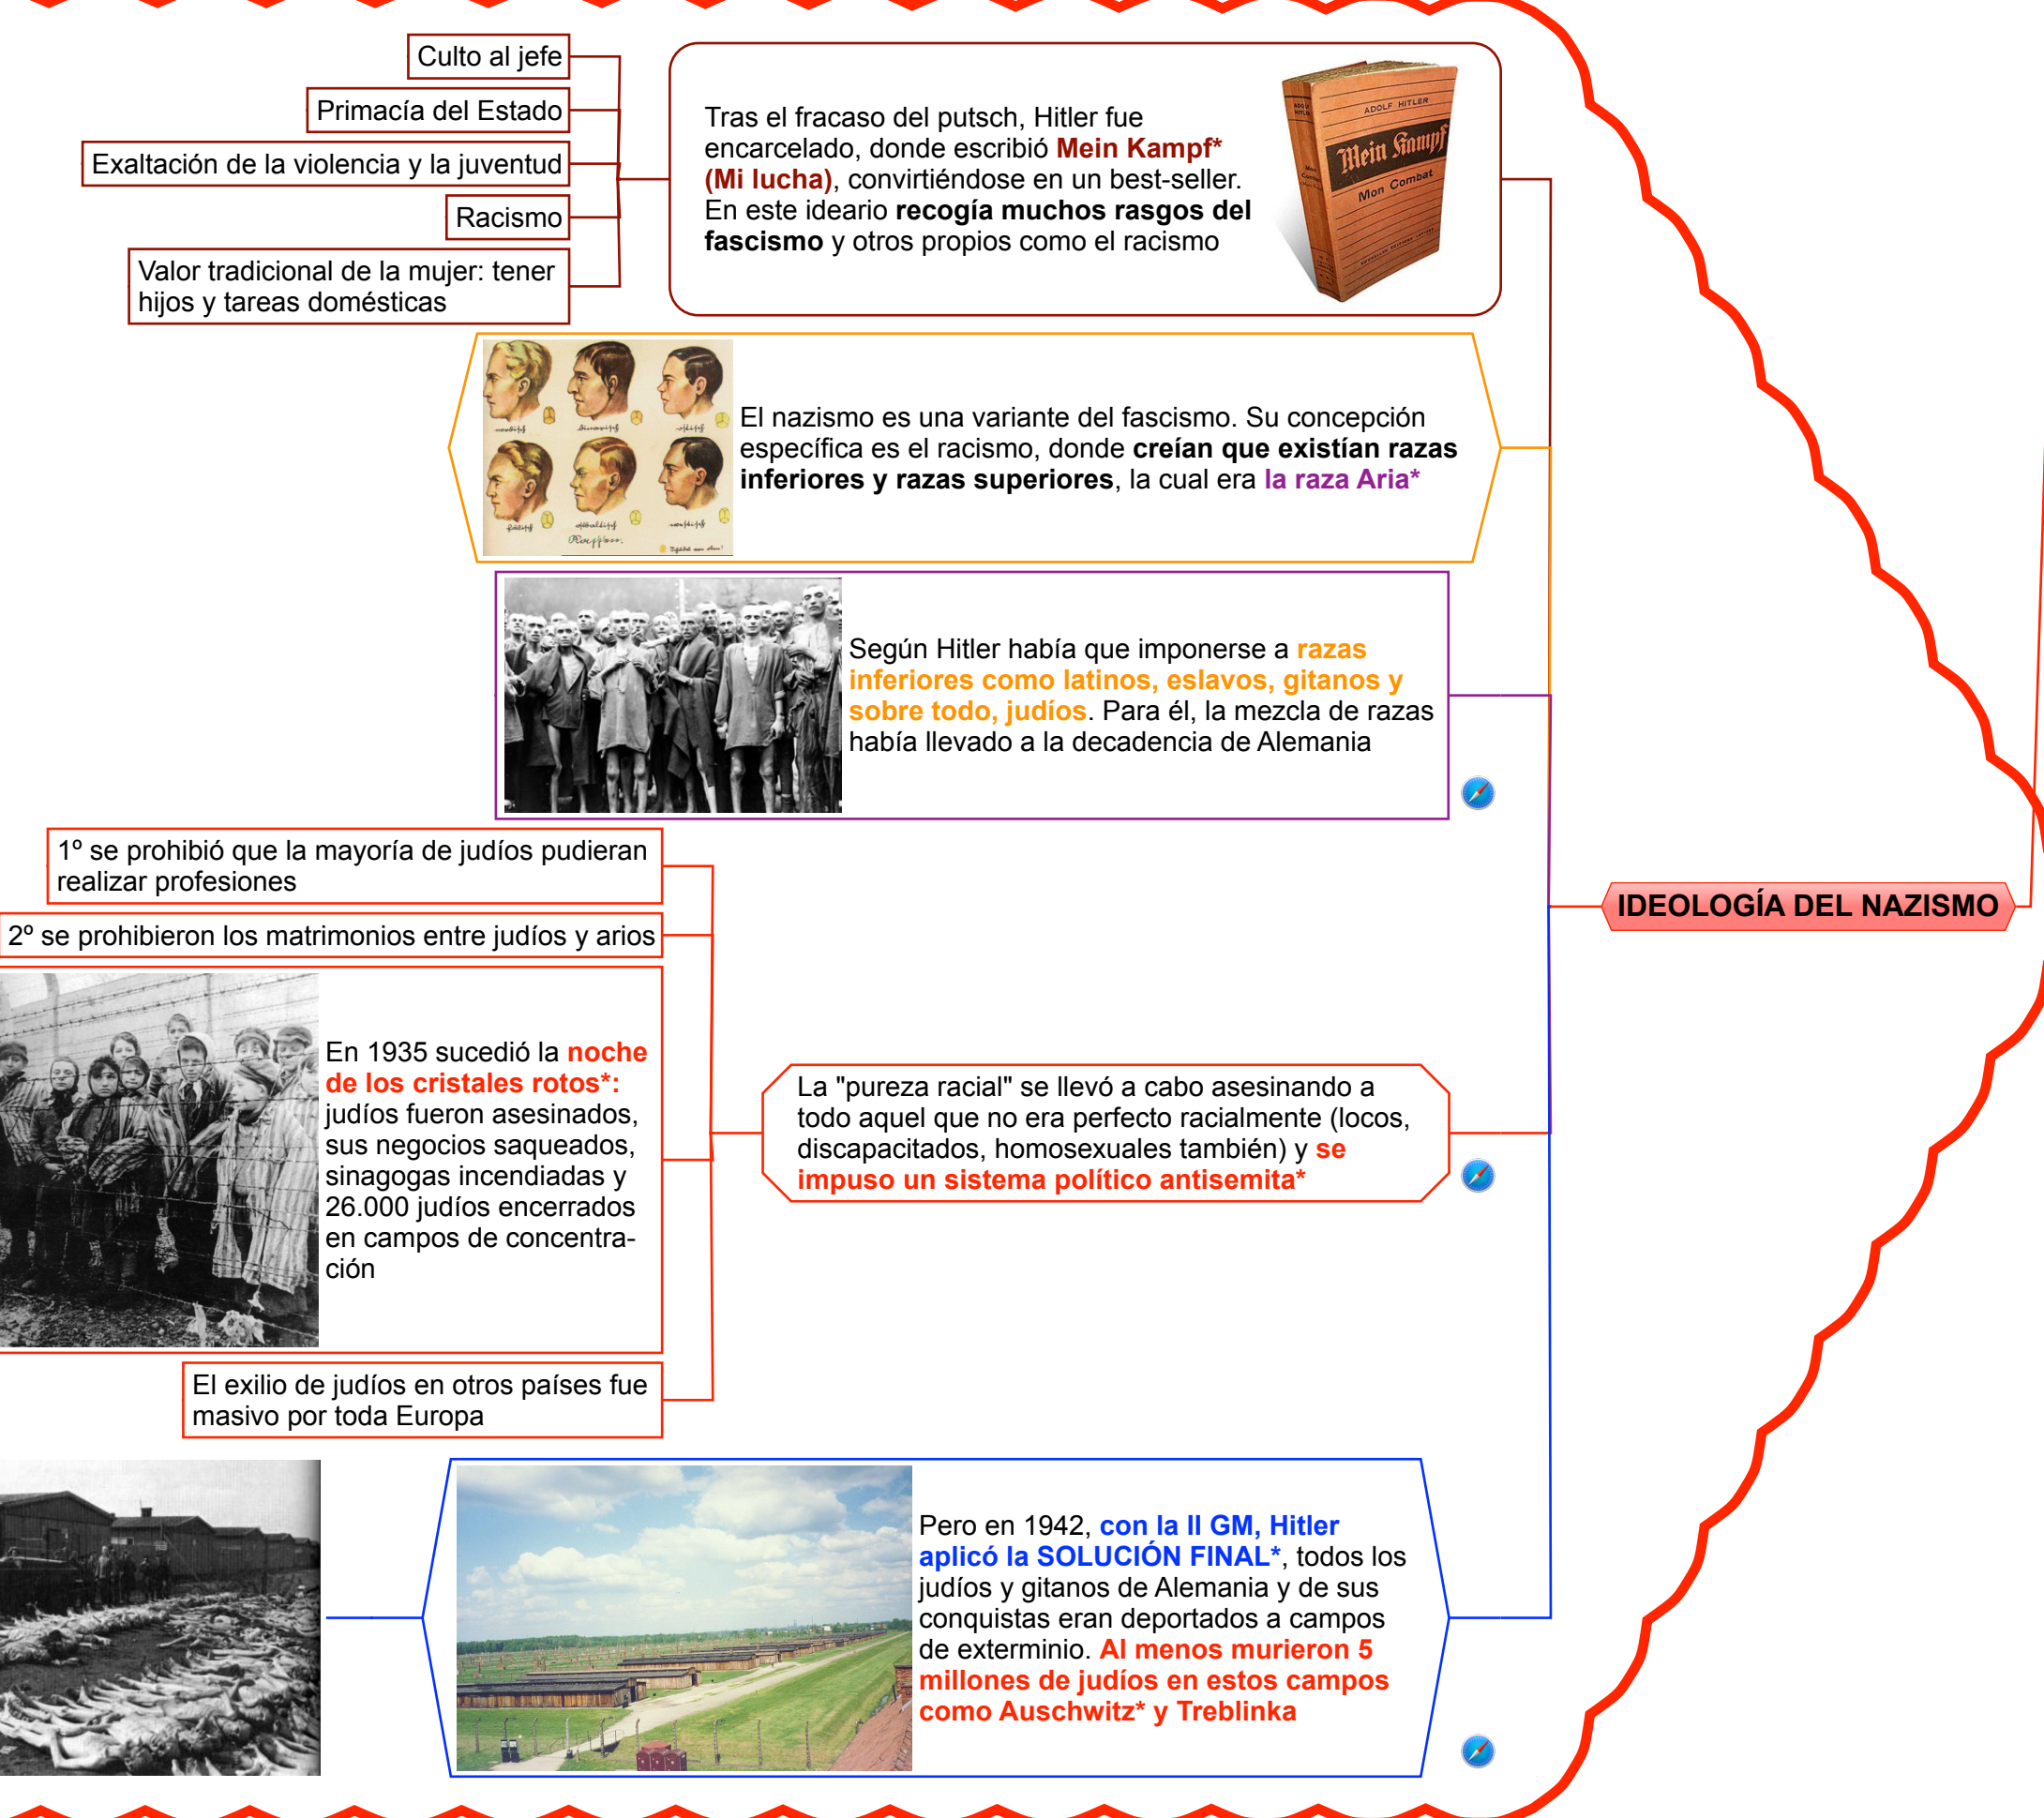 Culto al jefe
Primacía del Estado
Exaltación de la violencia y la juventud
Racismo
Valor tradicional de la mujer: tener
hijos y tareas domésticas
Tras el fracaso del putsch, Hitler fue
encarcelado, donde escribió Mein Kampf*
(Mi lucha), convirtiéndose en un best-seller.
En este ideario recogía muchos rasgos del
fascismo y otros propios como el racismo
ADOLF HITLER
Mein Kampf
Mon Combat
El nazismo es una variante del fascismo. Su concepción
específica es el racismo, donde creían que existían razas
inferiores y razas superiores, la cual era la raza Aria*
Según Hitler había que imponerse a razas
inferiores como latinos, eslavos, gitanos y
sobre todo, judíos. Para él, la mezcla de razas
había llevado a la decadencia de Alemania
IDEOLOGÍA DEL NAZISMO
1º se prohibió que la mayoría de judíos pudieran
realizar profesiones
2º se prohibieron los matrimonios entre judíos y arios
En 1935 sucedió la noche
de los cristales rotos*:
judíos fueron asesinados,
sus negocios saqueados,
sinagogas incendiadas y
26.000 judíos encerrados
en campos de concentra-
ción
El exilio de judíos en otros países fue
masivo por toda Europa
La "pureza racial" se llevó a cabo asesinando a
todo aquel que no era perfecto racialmente (locos,
discapacitados, homosexuales también) y se
impuso un sistema político antisemita*
Pero en 1942, con la II GM, Hitler
aplicó la SOLUCIÓN FINAL*, todos los
judíos y gitanos de Alemania y de sus
conquistas eran deportados a campos
de exterminio. Al menos murieron 5
millones de judíos en estos campos
como Auschwitz* y Treblinka